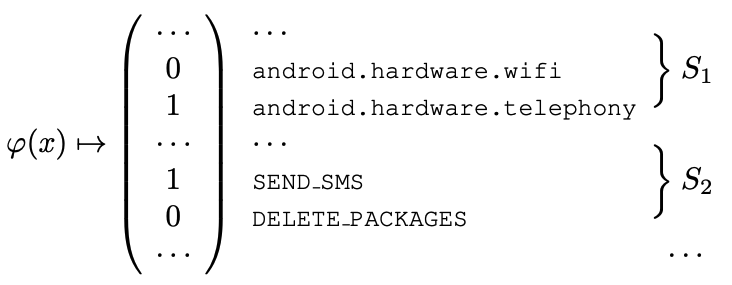 … …
0 android.hardware.wifi
1 android.hardware.telephony } S₁
φ(x) ↦ … …
1 SEND_SMS
0 DELETE_PACKAGES } S₂
… …